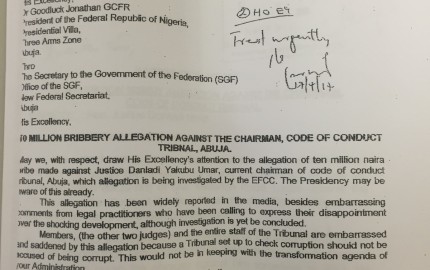 His Excellency,
Dr Goodluck Jonathan GCFR
President of the Federal Republic of Nigeria,
Presidential Villa,
Three Arms Zone
Abuja.
Thro
The Secretary to the Government of the Federation (SGF)
Office of the SGF,
New Federal Secretariat,
Abuja
His Excellency,
10 MILLION BRIBBERY ALLEGATION AGAINST THE CHAIRMAN, CODE OF CONDUCT
TRIBNAL, ABUJA.
May we, with respect, draw His Excellency's attention to the allegation of ten million naira
bribe made against Justice Danladi Yakubu Umar, current chairman of code of conduct
tribunal, Abuja, which allegation is being investigated by the EFCC. The Presidency may be
aware of this already.
This allegation has been widely reported in the media, besides embarrassing
comments from legal practitioners who have been calling to express their disappointment
over the shocking development, although investigation is yet be concluded.
Members, (the other two judges) and the entire staff of the Tribunal are embarrassed
and saddened by this allegation because a Tribunal set up to check corruption should not be
accused of being corrupt. This would not be in keeping with the transformation agenda of
your Administration.
Treat urgently